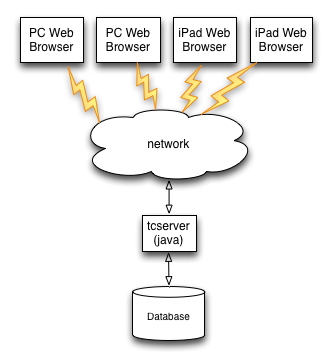 PC Web
Browser
PC Web
Browser
iPad Web
Browser
iPad Web
Browser
network
tcserver
(java)
Database